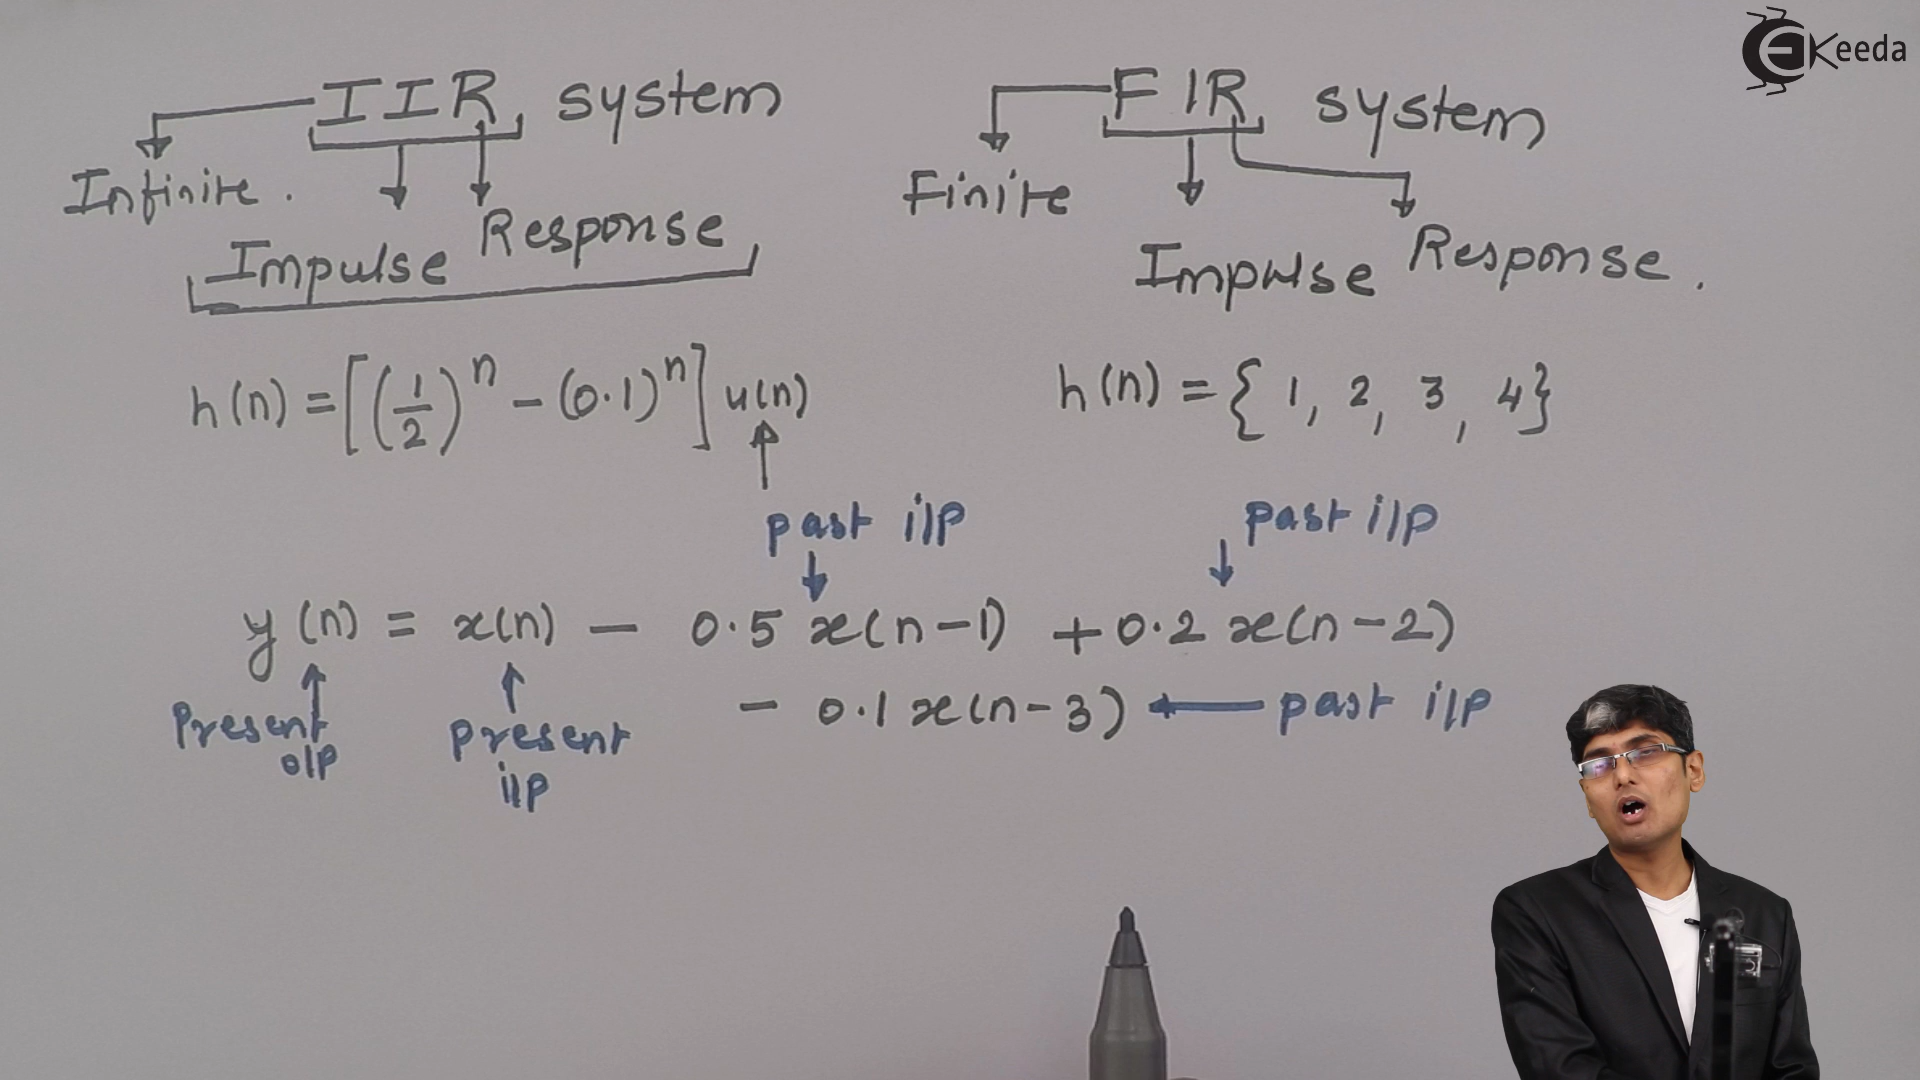 EKeeda
IIR system
Infinite.
Impulse Response
h(n) = [(1/2)^n - (0.1)^n] u(n)
FIR system
Finite
Impulse Response.
h(n) = { 1, 2, 3, 4}
past i/p
past i/p
y(n) = x(n) - 0.5 x(n-1) + 0.2 x(n-2)
- 0.1 x(n-3) ← past i/p
Present o/p
present i/p